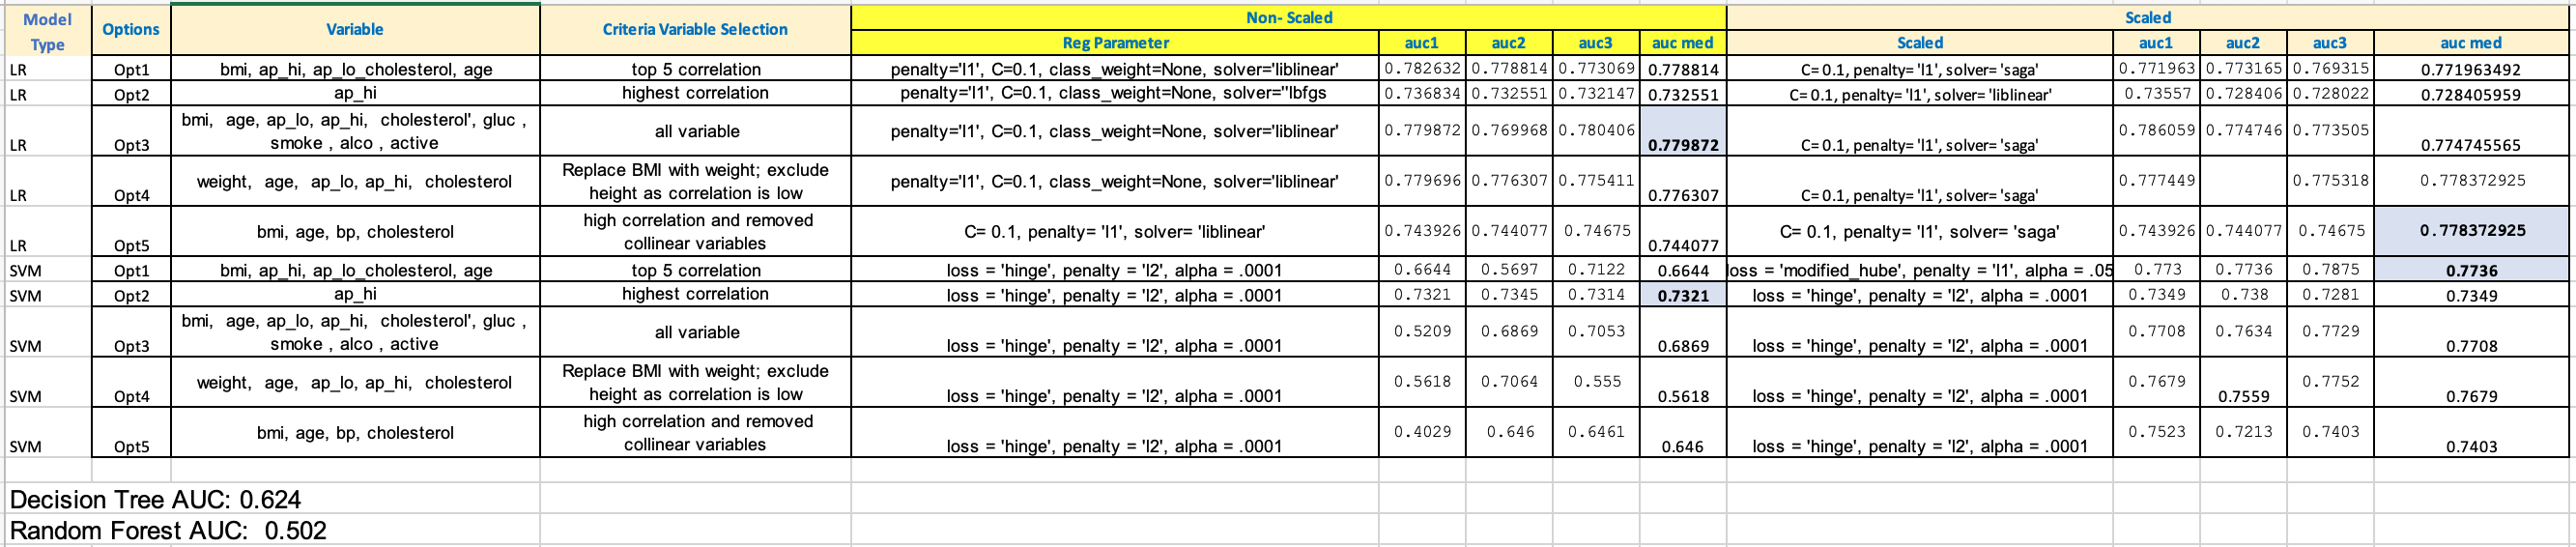 Model Type Options Variable Criteria Variable Selection Non- Scaled Scaled
Reg Parameter auc1 auc2 auc3 auc med Scaled auc1 auc2 auc3 auc med
LR Opt1 bmi, ap_hi, ap_lo_cholesterol, age top 5 correlation penalty='l1', C=0.1, class_weight=None, solver='liblinear' 0.782632 0.778814 0.773069 0.778814 C= 0.1, penalty= 'l1', solver= 'saga' 0.771963 0.773165 0.769315 0.771963492
LR Opt2 ap_hi highest correlation penalty='l1', C=0.1, class_weight=None, solver=''lbfgs 0.736834 0.732551 0.732147 0.732551 C= 0.1, penalty= 'l1', solver= 'liblinear' 0.73557 0.728406 0.728022 0.728405959
LR Opt3 bmi, age, ap_lo, ap_hi, cholesterol', gluc , smoke , alco , active all variable penalty='l1', C=0.1, class_weight=None, solver='liblinear' 0.779872 0.769968 0.780406 0.779872 C= 0.1, penalty= 'l1', solver= 'saga' 0.786059 0.774746 0.773505 0.774745565
LR Opt4 weight, age, ap_lo, ap_hi, cholesterol Replace BMI with weight; exclude height as correlation is low penalty='l1', C=0.1, class_weight=None, solver='liblinear' 0.779696 0.776307 0.775411 0.776307 C= 0.1, penalty= 'l1', solver= 'saga' 0.777449 0.775318 0.778372925
LR Opt5 bmi, age, bp, cholesterol high correlation and removed collinear variables C= 0.1, penalty= 'l1', solver= 'liblinear' 0.743926 0.744077 0.74675 0.744077 C= 0.1, penalty= 'l1', solver= 'saga' 0.743926 0.744077 0.74675 0.778372925
SVM Opt1 bmi, ap_hi, ap_lo_cholesterol, age top 5 correlation loss = 'hinge', penalty = 'l2', alpha = .0001 0.6644 0.5697 0.7122 0.6644 loss = 'modified_hube', penalty = 'l1', alpha = .05 0.773 0.7736 0.7875 0.7736
SVM Opt2 ap_hi highest correlation loss = 'hinge', penalty = 'l2', alpha = .0001 0.7321 0.7345 0.7314 0.7321 loss = 'hinge', penalty = 'l2', alpha = .0001 0.7349 0.738 0.7281 0.7349
SVM Opt3 bmi, age, ap_lo, ap_hi, cholesterol', gluc , smoke , alco , active all variable loss = 'hinge', penalty = 'l2', alpha = .0001 0.5209 0.6869 0.7053 0.6869 loss = 'hinge', penalty = 'l2', alpha = .0001 0.7708 0.7634 0.7729 0.7708
SVM Opt4 weight, age, ap_lo, ap_hi, cholesterol Replace BMI with weight; exclude height as correlation is low loss = 'hinge', penalty = 'l2', alpha = .0001 0.5618 0.7064 0.555 0.5618 loss = 'hinge', penalty = 'l2', alpha = .0001 0.7679 0.7559 0.7752 0.7679
SVM Opt5 bmi, age, bp, cholesterol high correlation and removed collinear variables loss = 'hinge', penalty = 'l2', alpha = .0001 0.4029 0.646 0.6461 0.646 loss = 'hinge', penalty = 'l2', alpha = .0001 0.7523 0.7213 0.7403 0.7403
Decision Tree AUC: 0.624
Random Forest AUC: 0.502